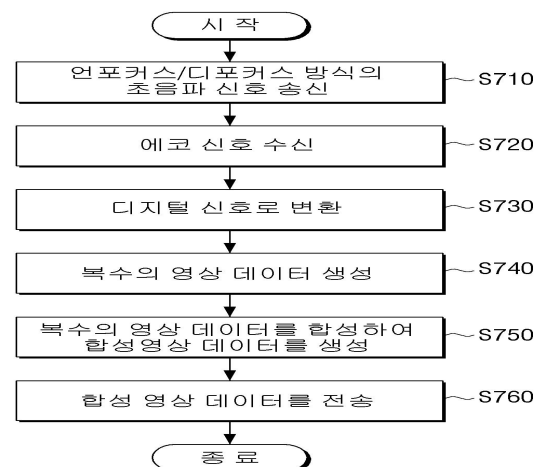 시 작
언포커스/디포커스 방식의
초음파 신호 송신
S710
에코 신호 수신
S720
디지털 신호로 변환
S730
복수의 영상 데이터 생성
S740
복수의 영상 데이터를 합성하여
합성영상 데이터를 생성
S750
합성 영상 데이터를 전송
S760
종 료